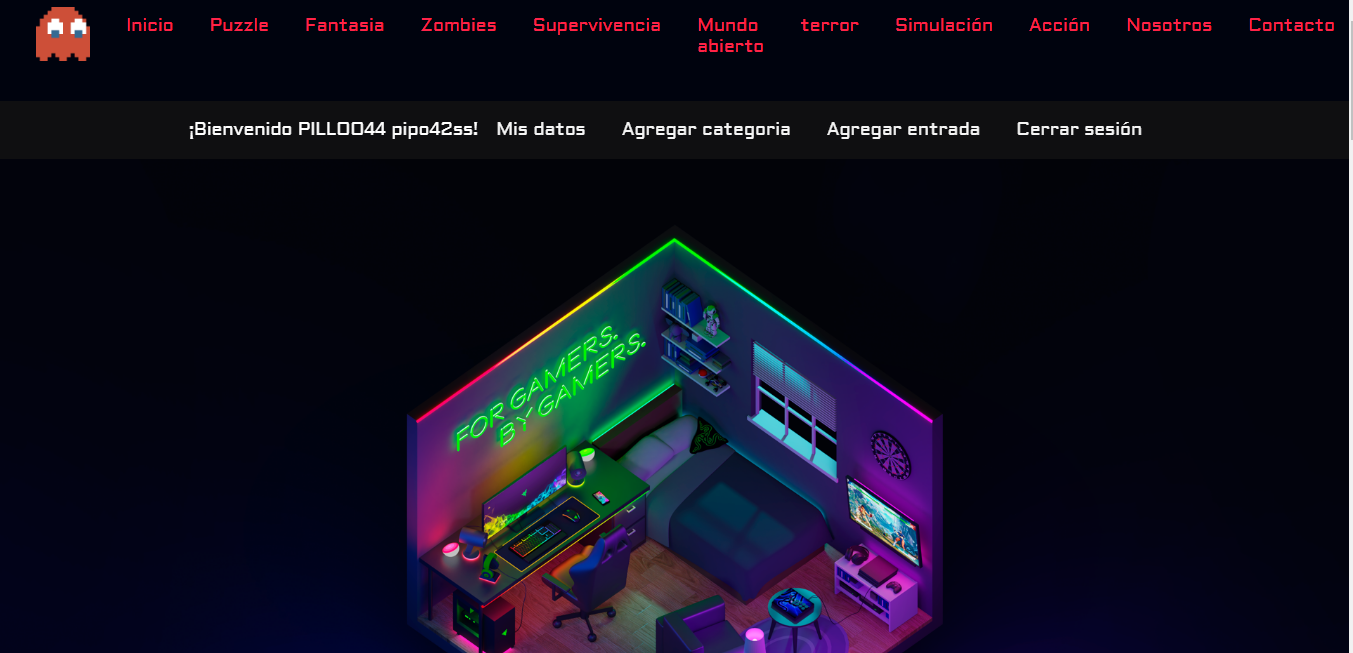 Inicio Puzzle Fantasia Zombies Supervivencia Mundo abierto terror Simulación Acción Nosotros Contacto
¡Bienvenido PILLOO44 pipo42ss! Mis datos Agregar categoria Agregar entrada Cerrar sesión
FOR GAMERS.
BY GAMERS.